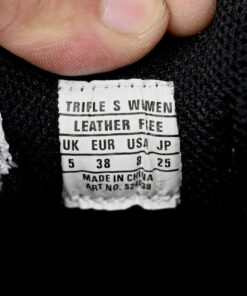 TRIPLE S WOMEN
LEATHER FREE
UK EUR USA JP
5 38 8 25
MADE IN CHINA
ART NO.